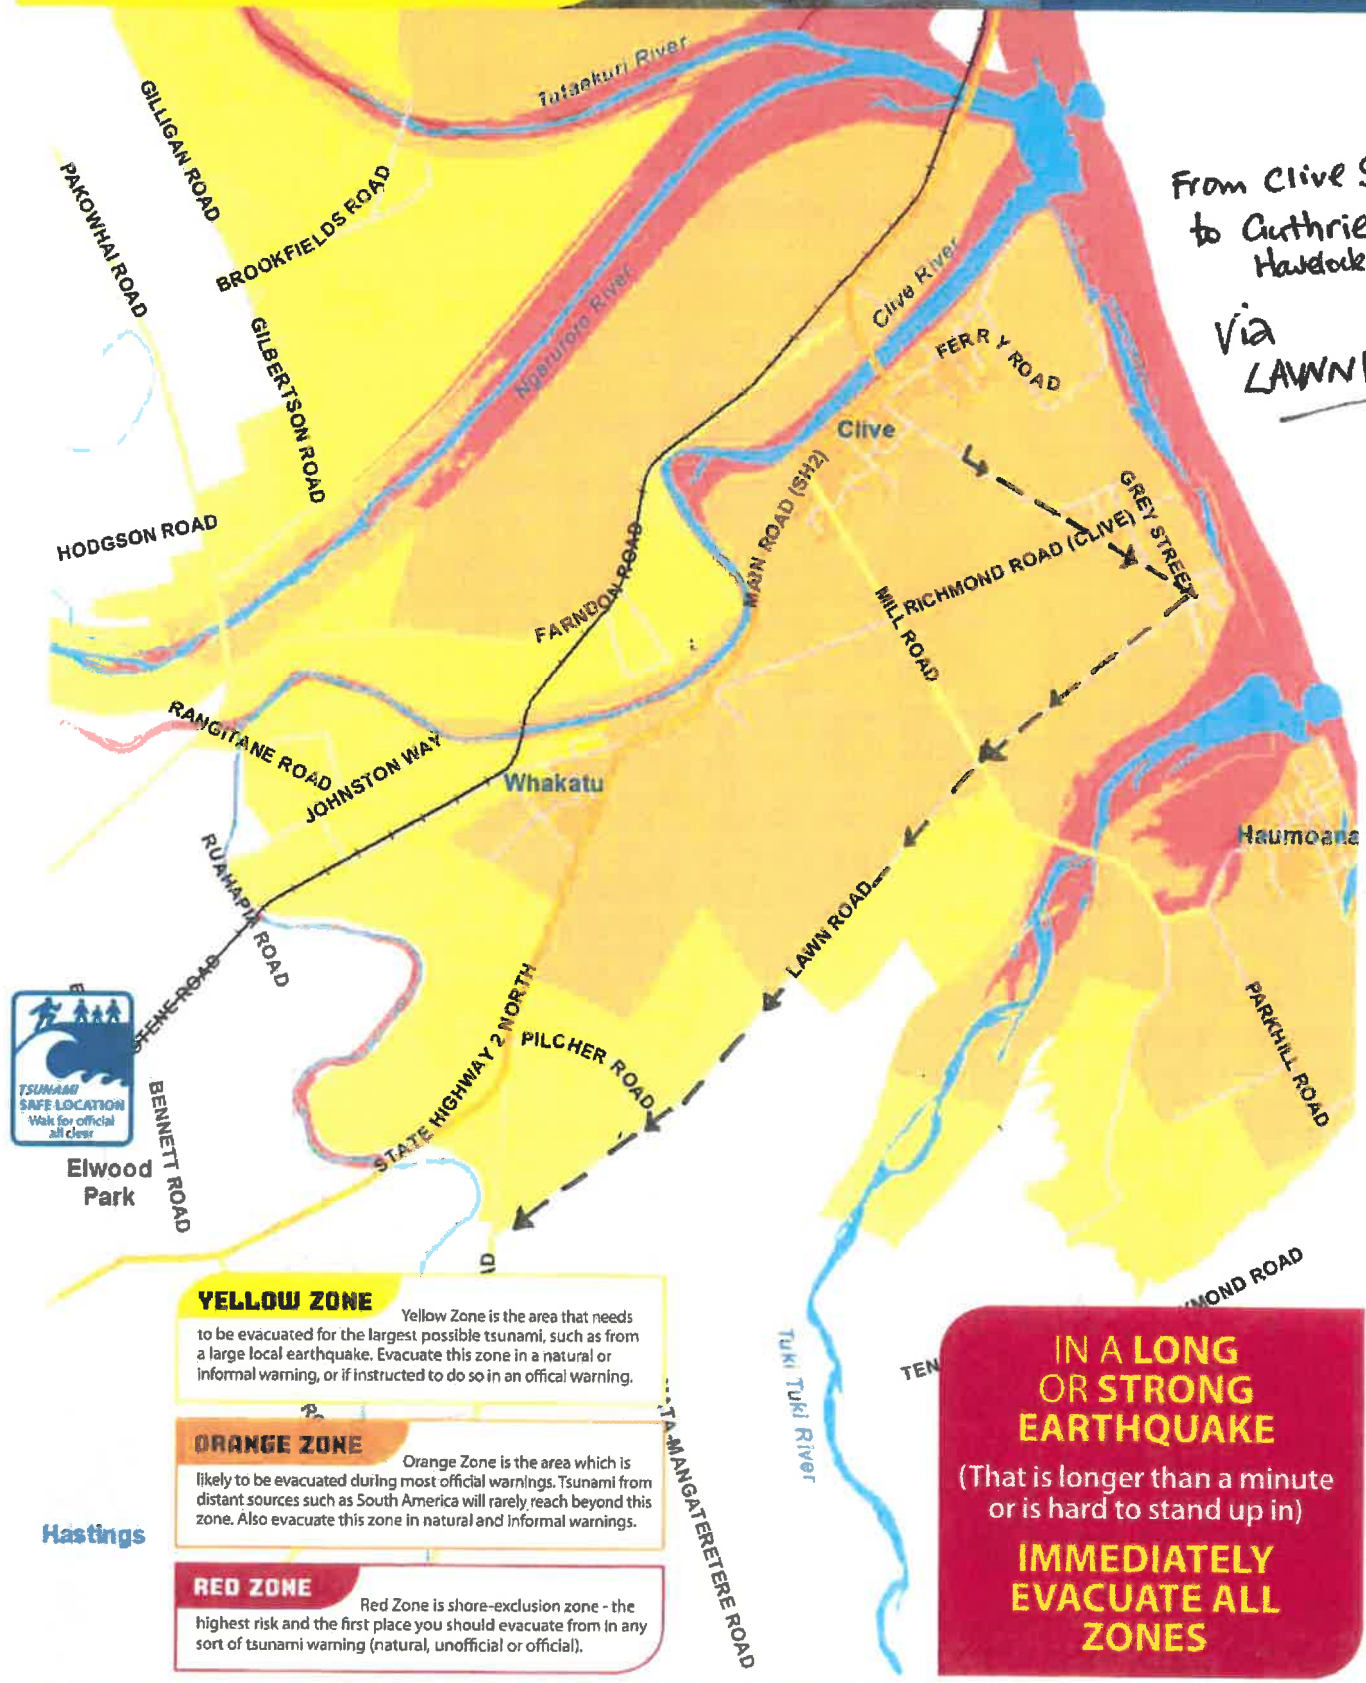 Tutaekuri River
GILLIGAN ROAD
PAKOWHAI ROAD
BROOKFIELDS ROAD
From Clive
to Guthrie
Havelock
Via
Ngaruroro River
Clive River
FERRY ROAD
GILBERTSON ROAD
Clive
MAIN ROAD (SH2)
GREY STREET
HODGSON ROAD
RICHMOND ROAD (CLIVE)
FARNDON ROAD
MILL ROAD
RANGITANE ROAD
JOHNSTON WAY
Whakatu
RUAHAPIA ROAD
Haumoana
LAWN ROAD
STATE HIGHWAY 2 NORTH
PILCHER ROAD
PARKHILL ROAD
TSUNAMI
SAFE LOCATION
Wait for official
all clear
BENNETT ROAD
Elwood
Park
YELLOW ZONE
Yellow Zone is the area that needs
to be evacuated for the largest possible tsunami, such as from
a large local earthquake. Evacuate this zone in a natural or
informal warning, or if instructed to do so in an offical warning.
ORANGE ZONE
Orange Zone is the area which is
likely to be evacuated during most official warnings. Tsunami from
distant sources such as South America will rarely reach beyond this
zone. Also evacuate this zone in natural and informal warnings.
Hastings
RED ZONE
Red Zone is shore-exclusion zone - the
highest risk and the first place you should evacuate from in any
sort of tsunami warning (natural, unofficial or official).
TA-MANGATERETERE ROAD
Tuki Tuki River
TEN
MOND ROAD
IN A LONG
OR STRONG
EARTHQUAKE
(That is longer than a minute
or is hard to stand up in)
IMMEDIATELY
EVACUATE ALL
ZONES